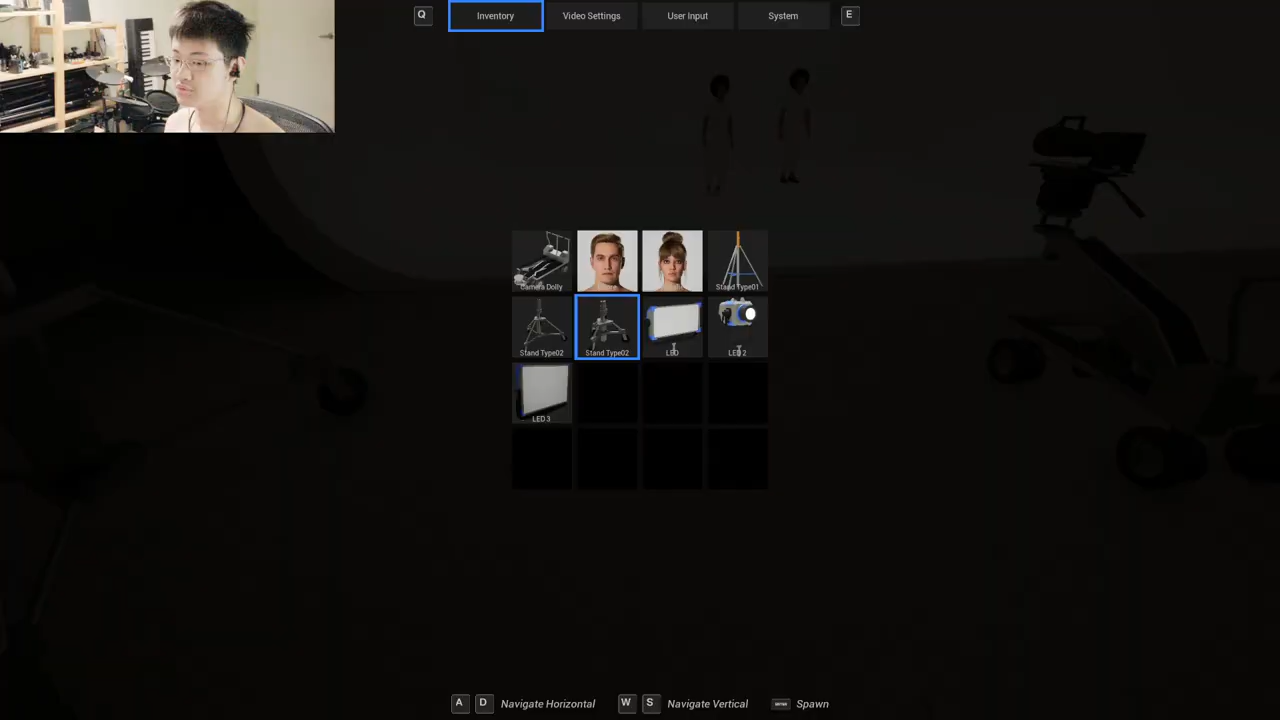 Q Inventory Video Settings User Input System E
Camera Dolly Stand Type01
Stand Type02 Stand Type02 LED LED 2
LED 3
A D Navigate Horizontal W S Navigate Vertical Spawn